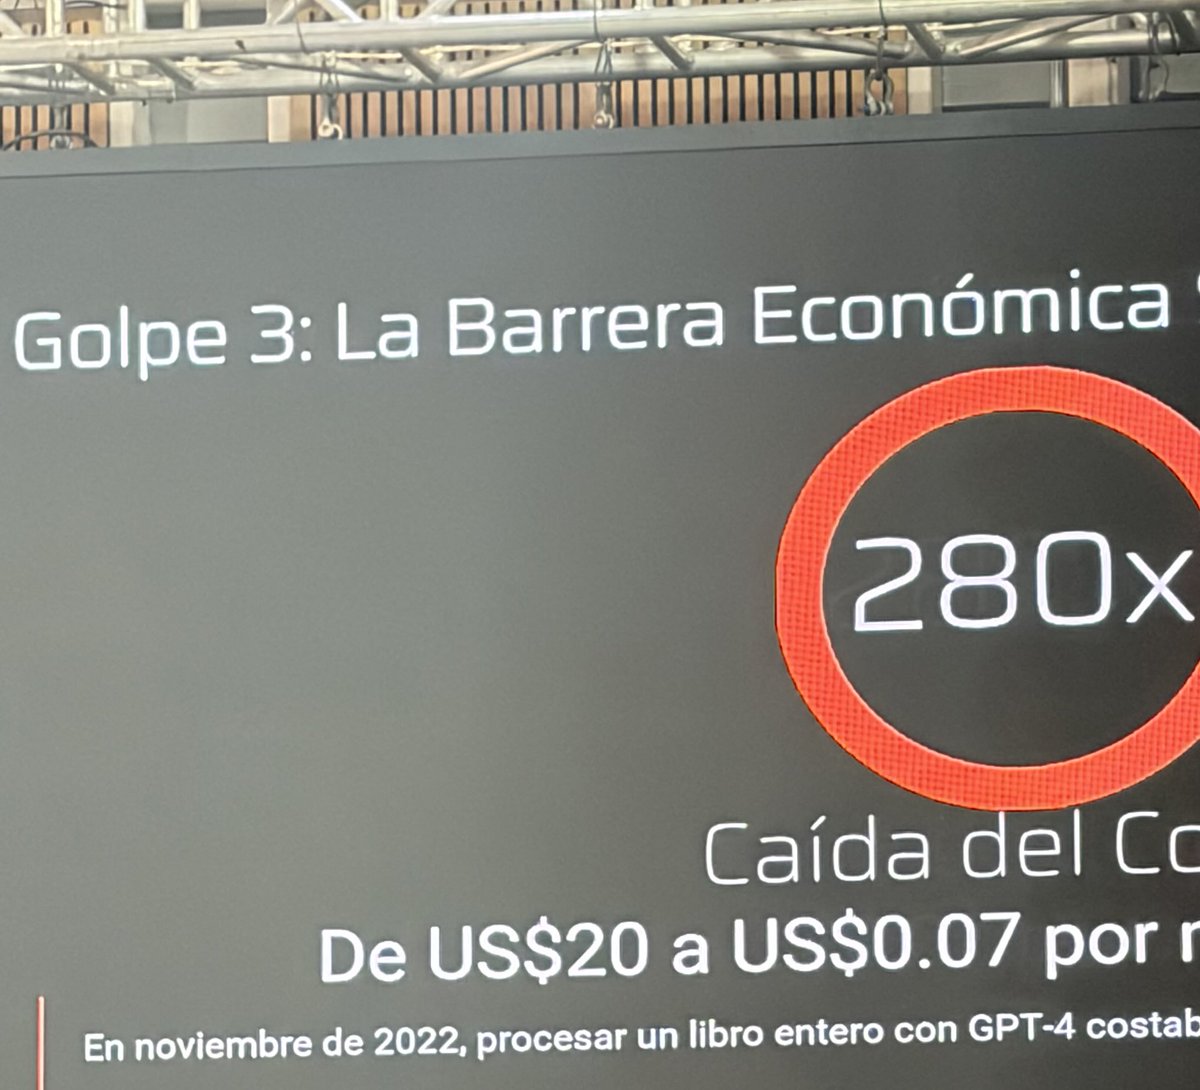 Golpe 3: La Barrera Económica
280x
Caída del
De US$20 a US$0.07 por
En noviembre de 2022, procesar un libro entero con GPT-4